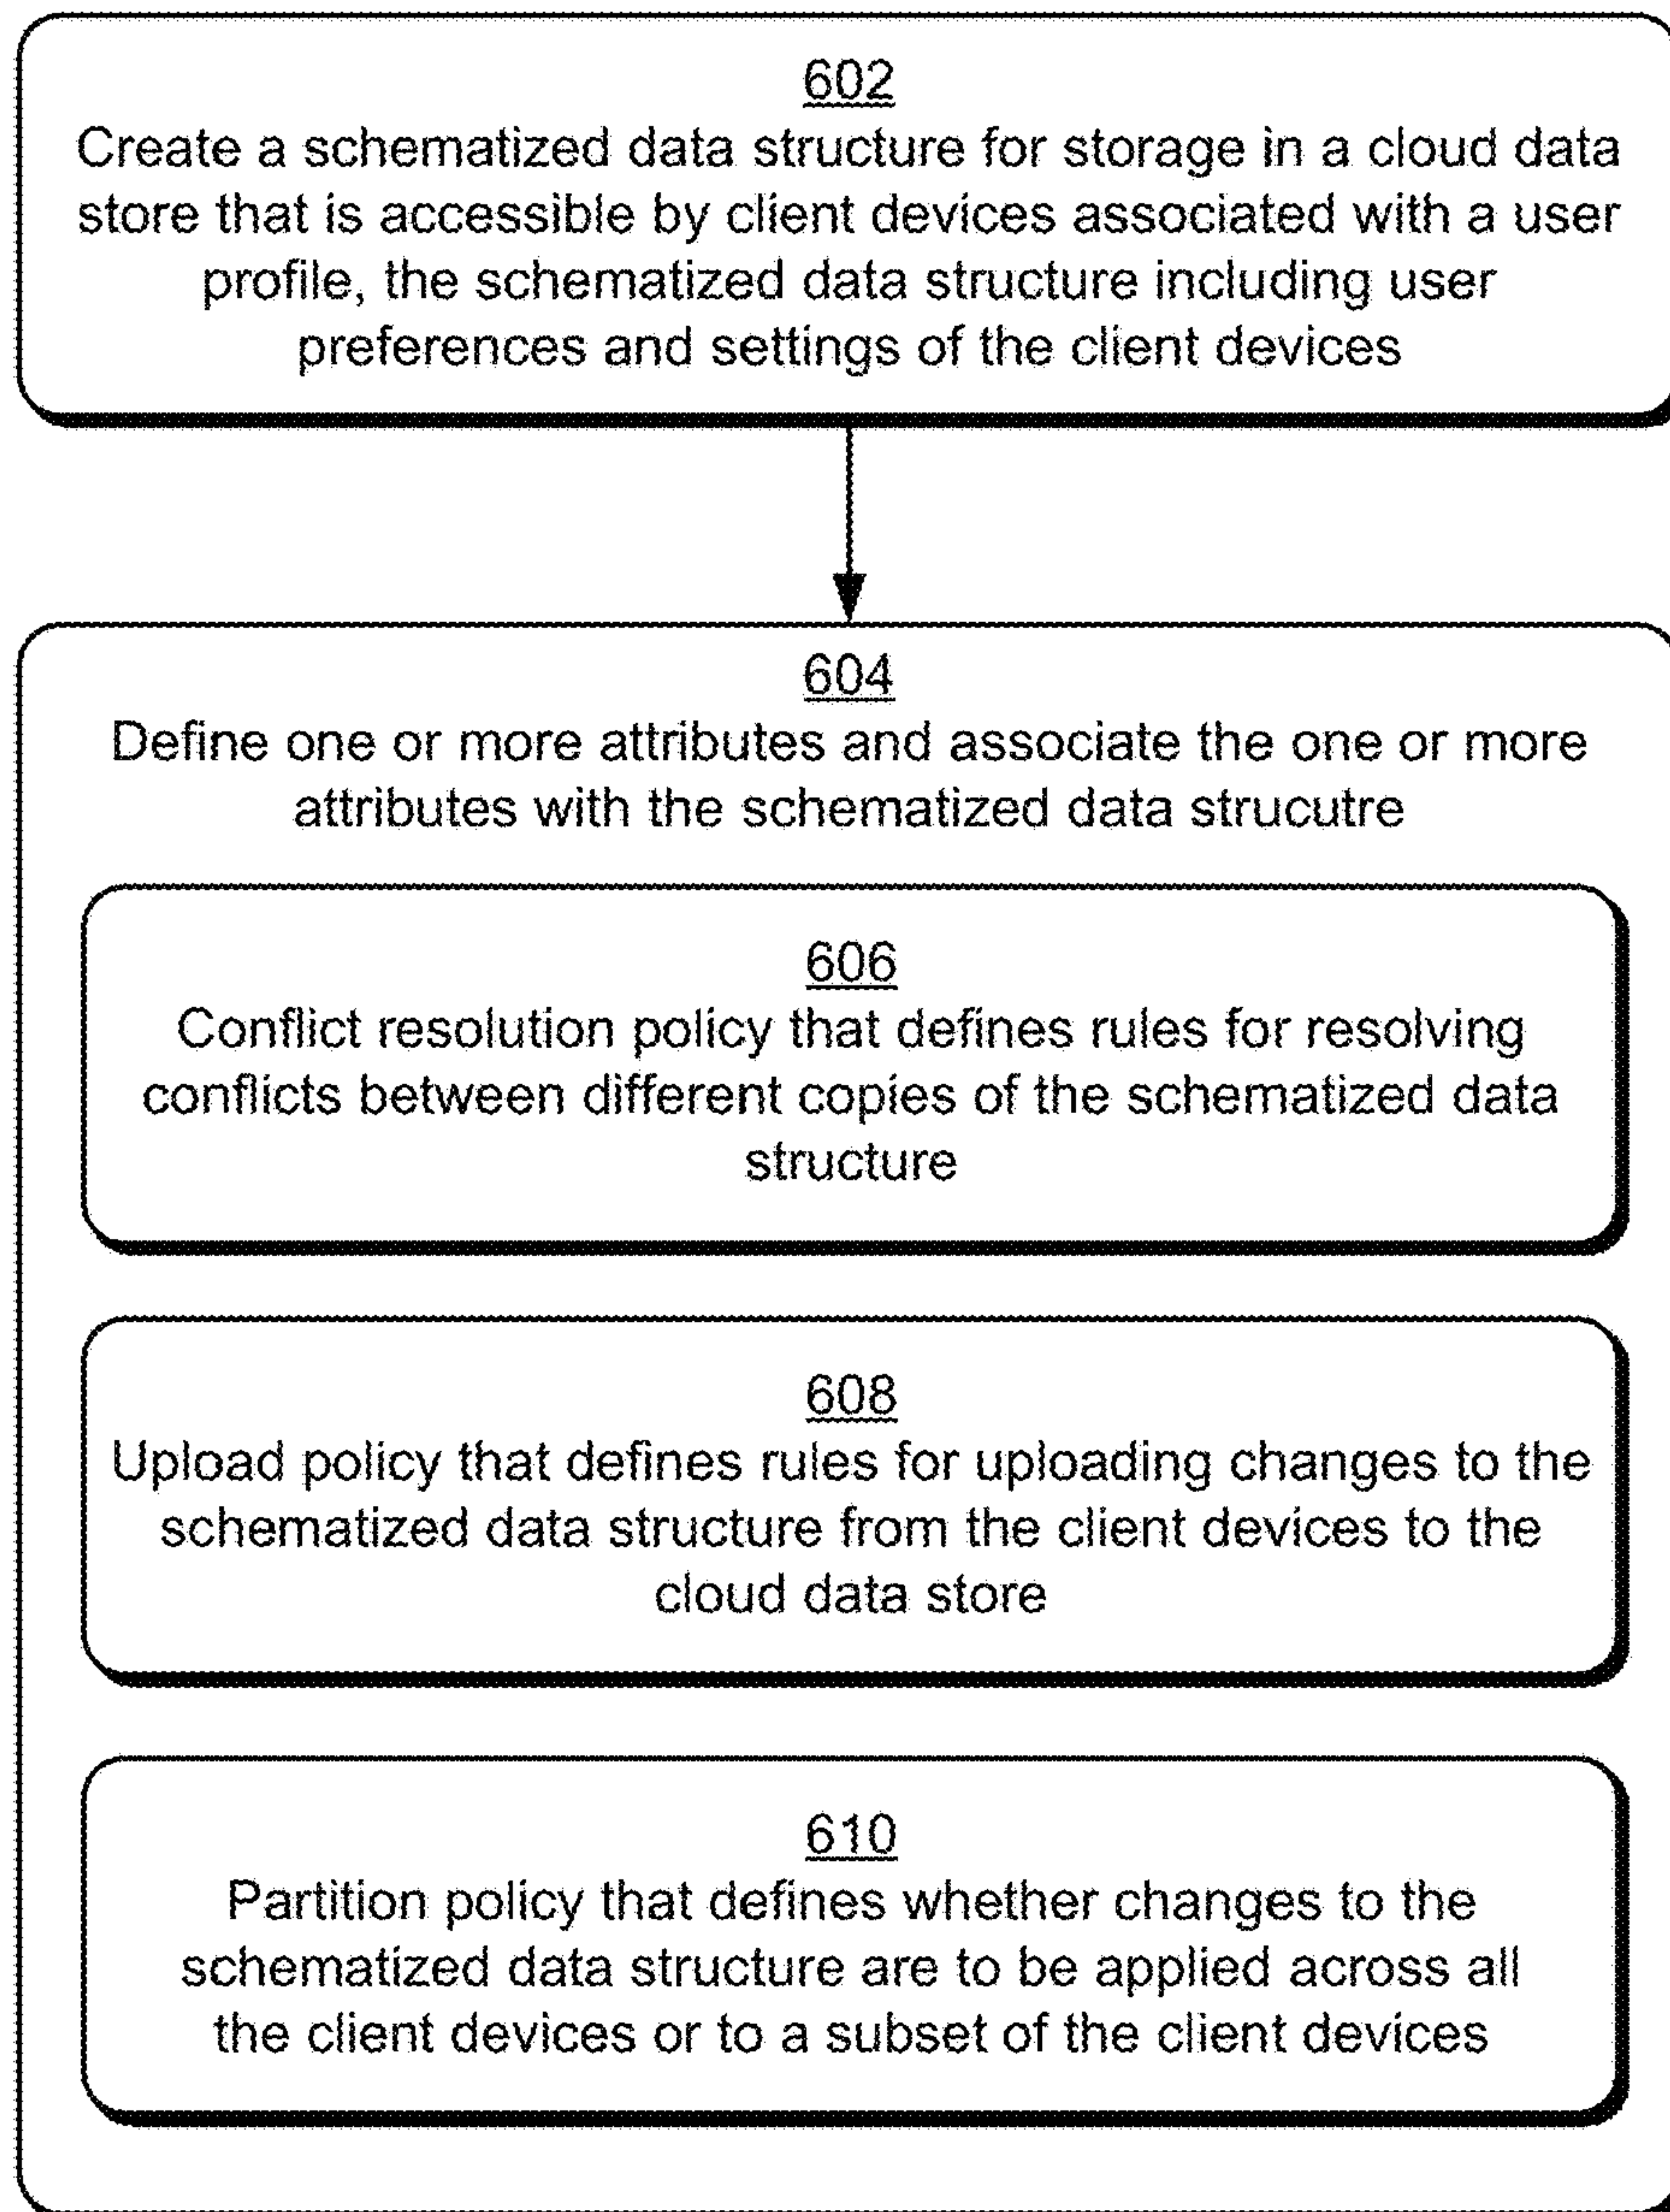 602
Create a schematized data structure for storage in a cloud data
store that is accessible by client devices associated with a user
profile, the schematized data structure including user
preferences and settings of the client devices
604
Define one or more attributes and associate the one or more
attributes with the schematized data strucutre
606
Conflict resolution policy that defines rules for resolving
conflicts between different copies of the schematized data
structure
608
Upload policy that defines rules for uploading changes to the
schematized data structure from the client devices to the
cloud data store
610
Partition policy that defines whether changes to the
schematized data structure are to be applied across all
the client devices or to a subset of the client devices